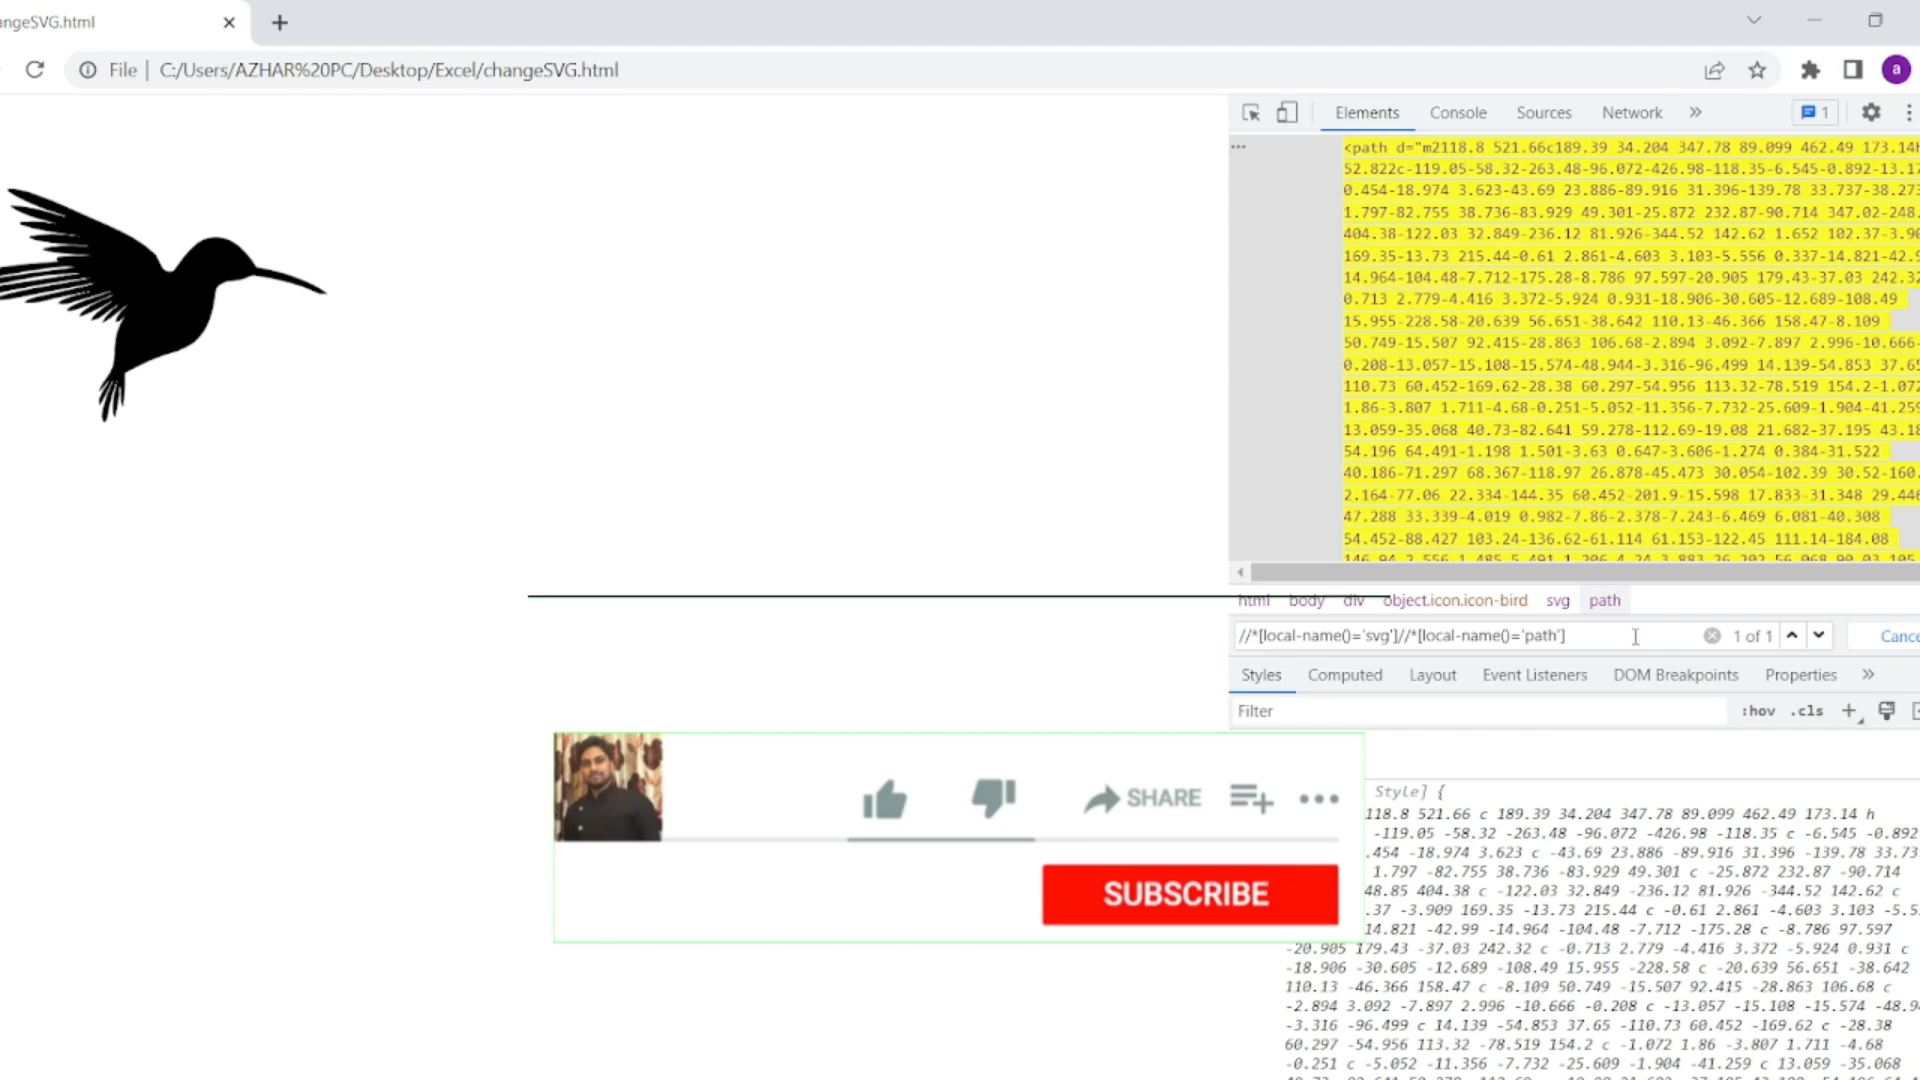 angeSVG.html
File | C:/Users/AZHAR%20PC/Desktop/Excel/changeSVG.html
a
Elements Console Sources Network » 1
<path d="m2118.8 521.66c189.39 34.204 347.78 89.099 462.49 173.14h
52.822c-119.05-58.32-263.48-96.072-426.98-118.35-6.545-0.892-13.17
0.454-18.974 3.623-43.69 23.886-89.916 31.396-139.78 33.737-38.273
1.797-82.755 38.736-83.929 49.301-25.872 232.87-90.714 347.02-248.
404.38-122.03 32.849-236.12 81.926-344.52 142.62 1.652 102.37-3.90
169.35-13.73 215.44-0.61 2.861-4.603 3.103-5.556 0.337-14.821-42.9
14.964-104.48-7.712-175.28-8.786 97.597-20.905 179.43-37.03 242.32
0.713 2.779-4.416 3.372-5.924 0.931-18.906-30.605-12.689-108.49
15.955-228.58-20.639 56.651-38.642 110.13-46.366 158.47-8.109
50.749-15.507 92.415-28.863 106.68-2.894 3.092-7.897 2.996-10.666-
0.208-13.057-15.108-15.574-48.944-3.316-96.499 14.139-54.853 37.65
110.73 60.452-169.62-28.38 60.297-54.956 113.32-78.519 154.2-1.072
1.86-3.807 1.711-4.68-0.251-5.052-11.356-7.732-25.609-1.904-41.259
13.059-35.068 40.73-82.641 59.278-112.69-19.08 21.682-37.195 43.18
54.196 64.491-1.198 1.501-3.63 0.647-3.606-1.274 0.384-31.522
40.186-71.297 68.367-118.97 26.878-45.473 30.054-102.39 30.52-160.
2.164-77.06 22.334-144.35 60.452-201.9-15.598 17.833-31.348 29.446
47.288 33.339-4.019 0.982-7.86-2.378-7.243-6.469 6.081-40.308
54.452-88.427 103.24-136.62-61.114 61.153-122.45 111.14-184.08
146.94-2.556 1.485-5.491-1.206-4.24-3.883 26.202-56.068 90.03-105.
html body div object.icon.icon-bird svg path
//*[local-name()='svg']//*[local-name()='path'] 1 of 1 Cance
Styles Computed Layout Event Listeners DOM Breakpoints Properties »
Filter :hov .cls +
SHARE
SUBSCRIBE
Style] {
118.8 521.66 c 189.39 34.204 347.78 89.099 462.49 173.14 h
-119.05 -58.32 -263.48 -96.072 -426.98 -118.35 c -6.545 -0.892
.454 -18.974 3.623 c -43.69 23.886 -89.916 31.396 -139.78 33.73
1.797 -82.755 38.736 -83.929 49.301 c -25.872 232.87 -90.714
48.85 404.38 c -122.03 32.849 -236.12 81.926 -344.52 142.62 c
.37 -3.909 169.35 -13.73 215.44 c -0.61 2.861 -4.603 3.103 -5.5
14.821 -42.99 -14.964 -104.48 -7.712 -175.28 c -8.786 97.597
-20.905 179.43 -37.03 242.32 c -0.713 2.779 -4.416 3.372 -5.924 0.931 c
-18.906 -30.605 -12.689 -108.49 15.955 -228.58 c -20.639 56.651 -38.642
110.13 -46.366 158.47 c -8.109 50.749 -15.507 92.415 -28.863 106.68 c
-2.894 3.092 -7.897 2.996 -10.666 -0.208 c -13.057 -15.108 -15.574 -48.9
-3.316 -96.499 c 14.139 -54.853 37.65 -110.73 60.452 -169.62 c -28.38
60.297 -54.956 113.32 -78.519 154.2 c -1.072 1.86 -3.807 1.711 -4.68
-0.251 c -5.052 -11.356 -7.732 -25.609 -1.904 -41.259 c 13.059 -35.068